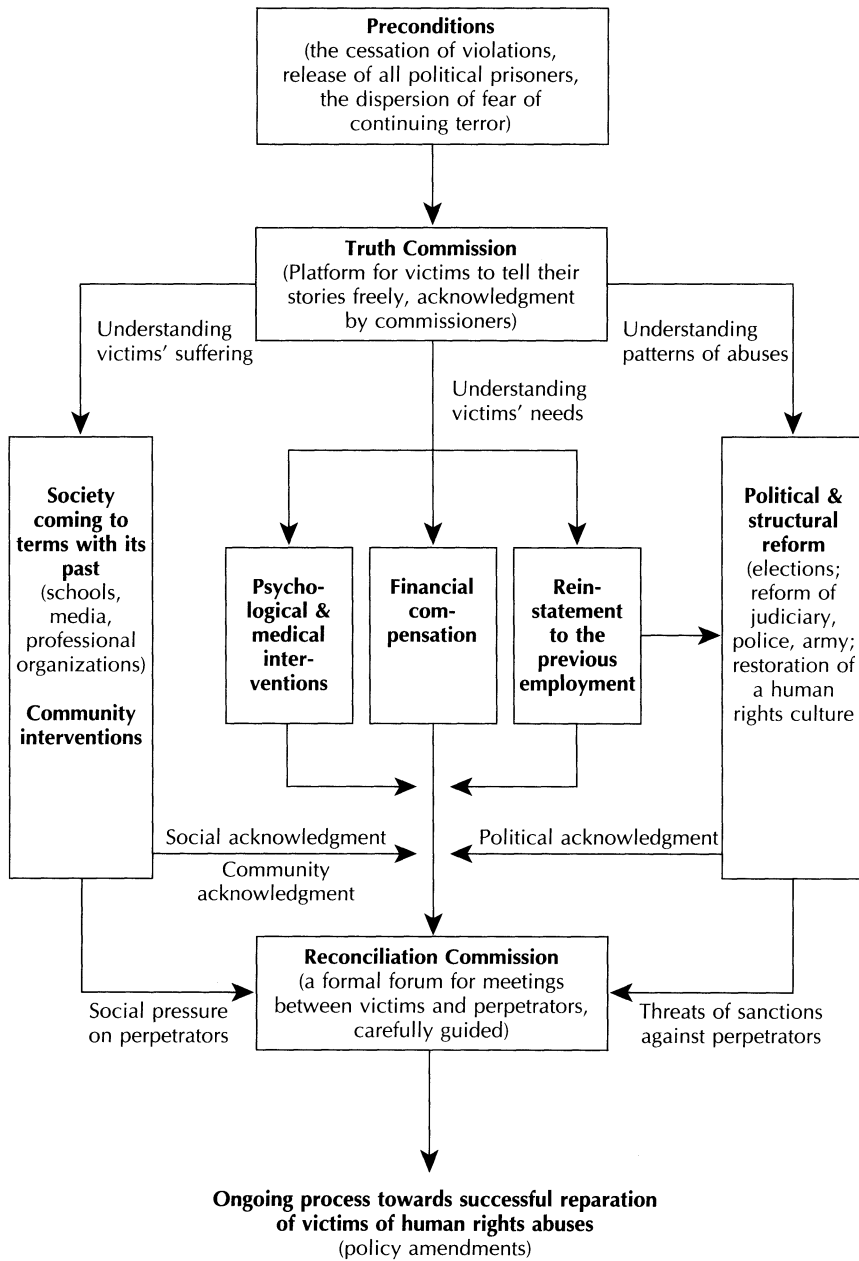 Preconditions
(the cessation of violations,
release of all political prisoners,
the dispersion of fear of
continuing terror)
Truth Commission
(Platform for victims to tell their
stories freely, acknowledgment
by commissioners)
Understanding
victims’ suffering
Understanding
patterns of abuses
Understanding
victims’ needs
Society
coming to
terms with its
past
(schools,
media,
professional
organizations)
Community
interventions
Psycho-
logical &
medical
inter-
ventions
Financial
com-
pensation
Rein-
statement
to the
previous
employment
Political &
structural
reform
(elections;
reform of
judiciary,
police, army;
restoration of
a human
rights culture
Social acknowledgment
Community
acknowledgment
Political acknowledgment
Reconciliation Commission
(a formal forum for meetings
between victims and perpetrators,
carefully guided)
Social pressure
on perpetrators
Threats of sanctions
against perpetrators
Ongoing process towards successful reparation
of victims of human rights abuses
(policy amendments)